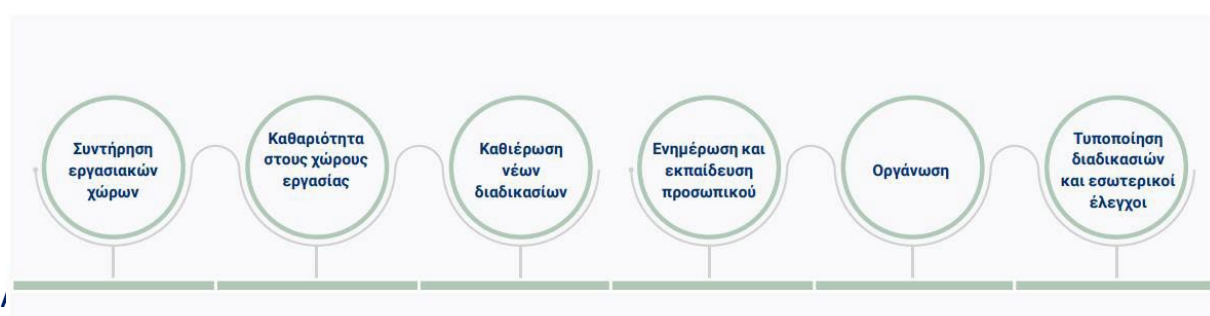 Συντήρηση
εργασιακών
χώρων
Καθαριότητα
στους χώρους
εργασίας
Καθιέρωση
νέων
διαδικασίων
Ενημέρωση και
εκπαίδευση
προσωπικού
Οργάνωση
Τυποποίηση
διαδικασιών
και εσωτερικοί
έλεγχοι